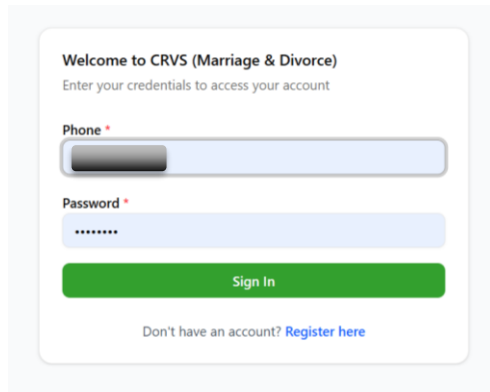 Welcome to CRVS (Marriage & Divorce)
Enter your credentials to access your account
Phone *
Password *
••••••••
Sign In
Don't have an account? Register here